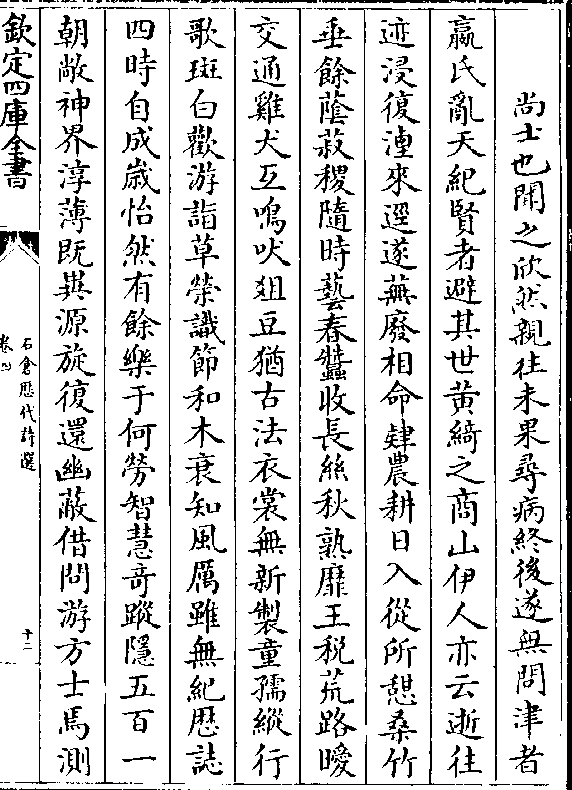 尚士也聞之欣然親往未果尋病終後遂無問津者
嬴氏亂天紀賢者避其世黄綺之商山伊人亦云逝往
迹浸復湮來逕遂蕪廢相命肄農耕日入從所憩桑竹
垂餘蔭菽稷隨時藝春蠶收長絲秋熟靡王税荒路曖
交通雞犬互鳴吠俎豆猶古法衣裳無新製童孺縱行
歌斑白歡游詣草榮識節和木衰知風厲雖無紀厯誌
四時自成歲怡然有餘樂于何勞智慧竒蹤隱五百一
朝敞神界淳薄既異源旋復還幽蔽借問游方士焉測
欽定四庫全書
石倉厯代詩選
卷四
十二